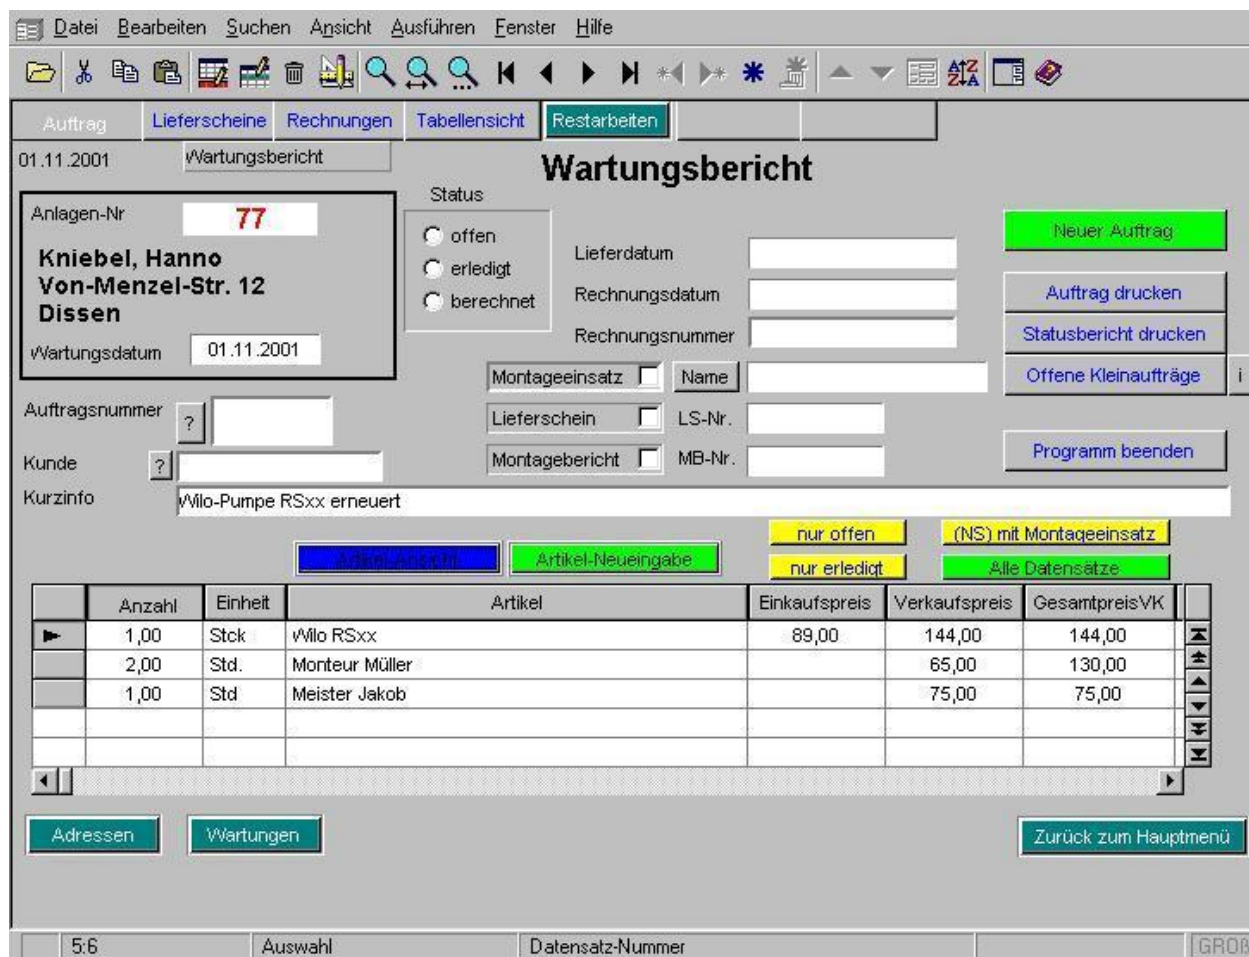 Datei Bearbeiten Suchen Ansicht Ausführen Fenster Hilfe
Auftrag Lieferscheine Rechnungen Tabellensicht Restarbeiten
01.11.2001 Wartungsbericht
Wartungsbericht
Status
Anlagen-Nr 77
Kniebel, Hanno
Von-Menzel-Str. 12
Dissen
Wartungsdatum 01.11.2001
offen
erledigt
berechnet
Lieferdatum
Rechnungsdatum
Rechnungsnummer
Neuer Auftrag
Auftrag drucken
Statusbericht drucken
Offene Kleinaufträge i
Programm beenden
Montageeinsatz Name
Lieferschein LS-Nr.
Montagebericht MB-Nr.
Auftragsnummer ?
Kunde ?
Kurzinfo Wilo-Pumpe RSxx erneuert
Artikel-Ansicht Artikel-Neueingabe
nur offen (NS) mit Montageeinsatz
nur erledigt Alle Datensätze
Anzahl Einheit Artikel Einkaufspreis Verkaufspreis GesamtpreisVK
1,00 Stck Wilo RSxx 89,00 144,00 144,00
2,00 Std. Monteur Müller 65,00 130,00
1,00 Std Meister Jakob 75,00 75,00
Adressen Wartungen Zurück zum Hauptmenü
5:6 Auswahl Datensatz-Nummer GROß